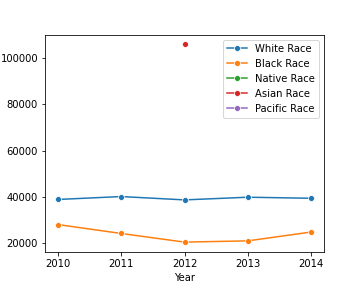 White Race
Black Race
Native Race
Asian Race
Pacific Race
100000
80000
60000
40000
20000
2010 2011 2012 2013 2014
Year